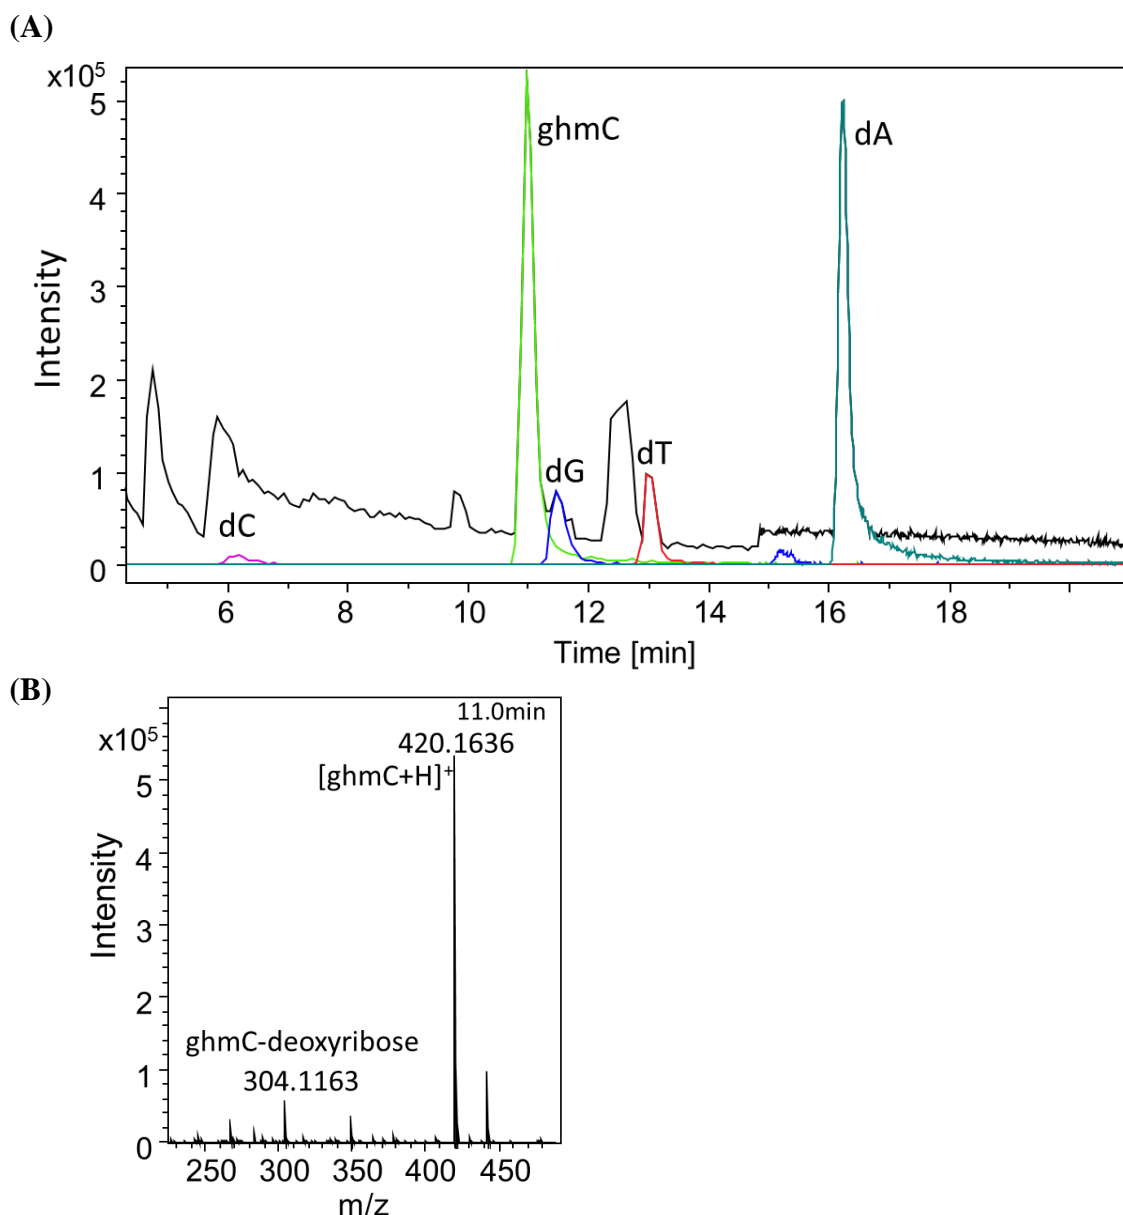 (A)
x10⁵
5
4
3
2
1
0
Intensity
ghmC
dA
dG
dT
dC
6
8
10
12
14
16
18
Time [min]
(B)
11.0min
x10⁵
420.1636
[ghmC+H]⁺
5
4
3
2
1
0
Intensity
ghmC-deoxyribose
304.1163
250
300
350
400
450
m/z